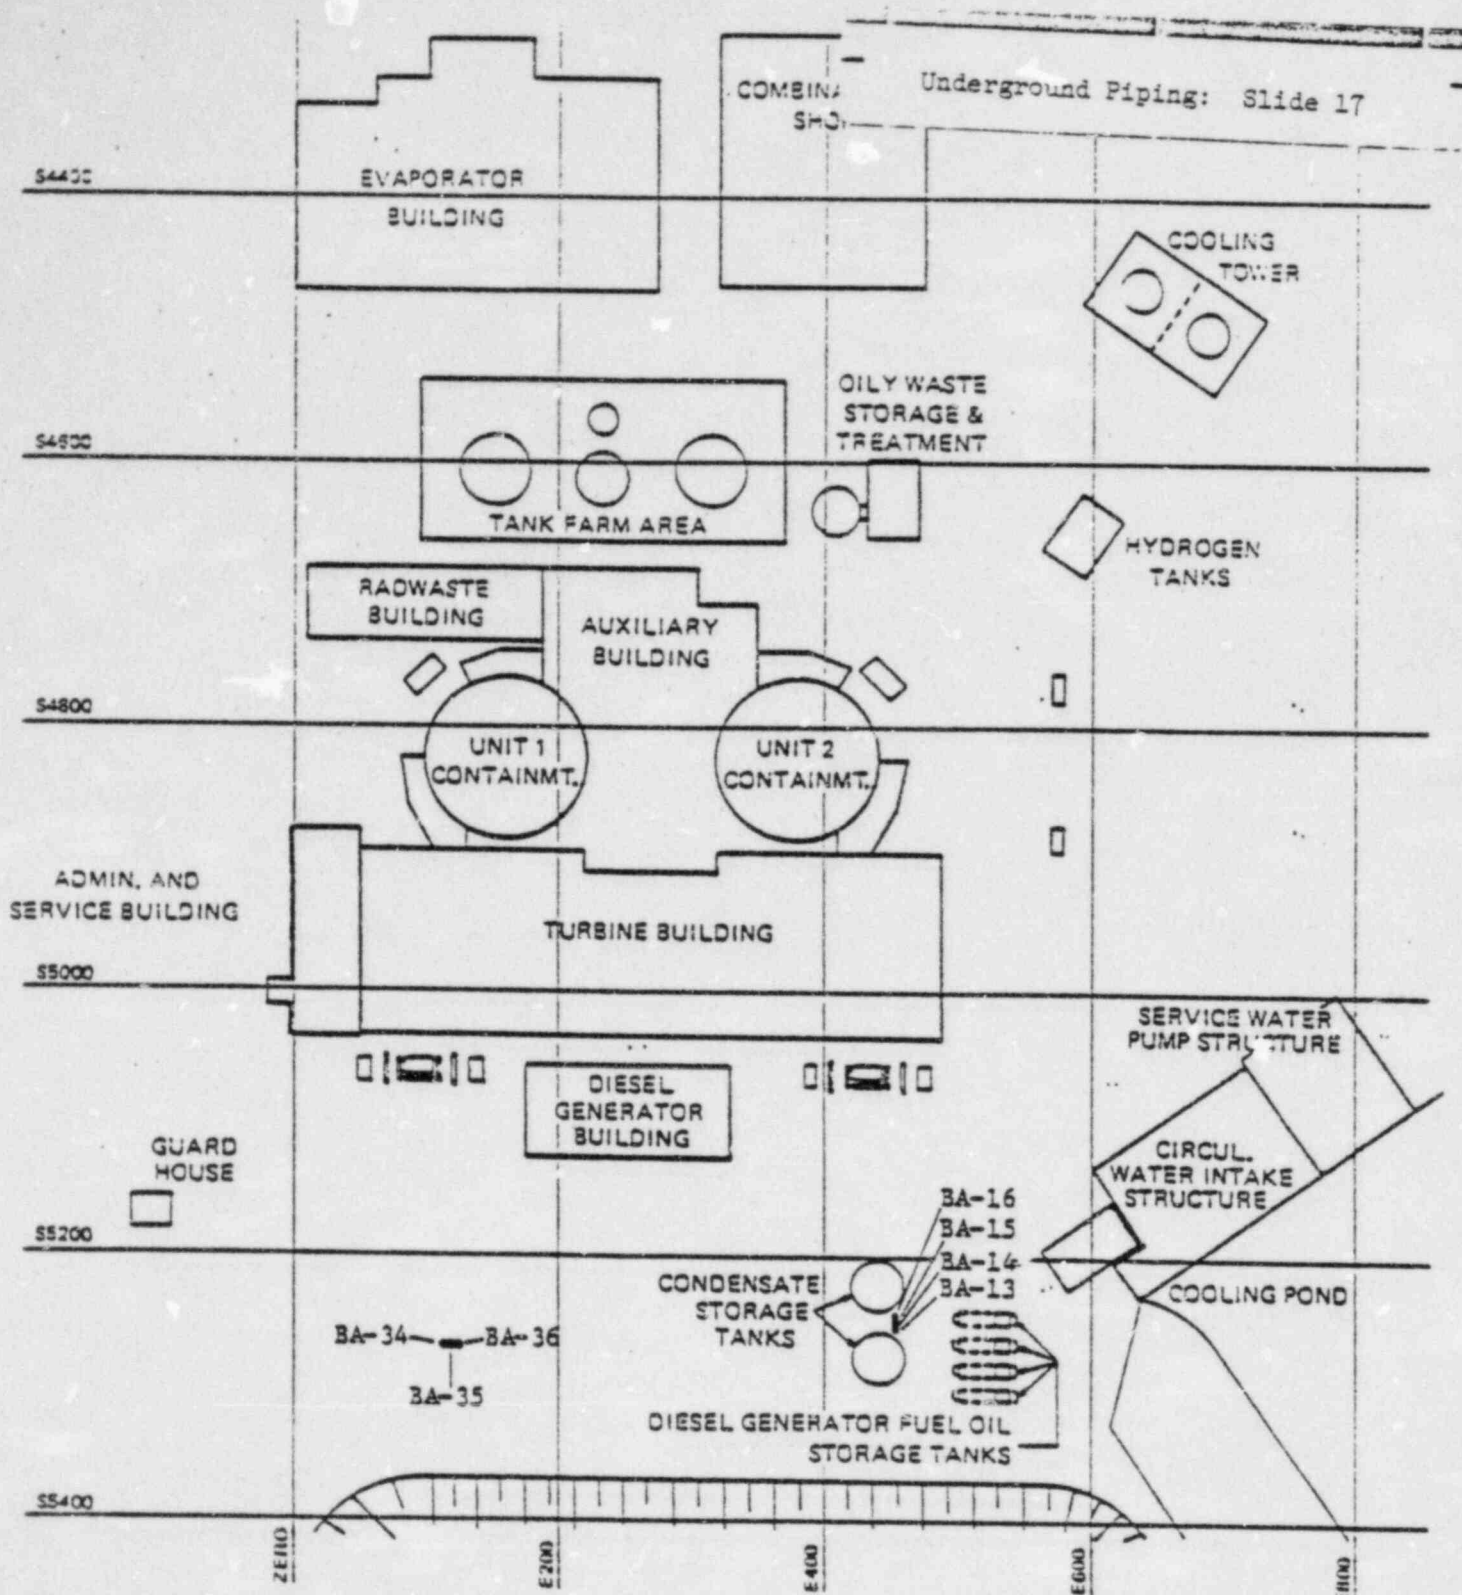 Underground Piping: Slide 17
COMBINA
SHO
S4400
EVAPORATOR
BUILDING
COOLING
TOWER
OILY WASTE
STORAGE &
TREATMENT
S4600
TANK FARM AREA
HYDROGEN
TANKS
RADWASTE
BUILDING
AUXILIARY
BUILDING
S4800
UNIT 1
CONTAINMT.
UNIT 2
CONTAINMT.
ADMIN. AND
SERVICE BUILDING
TURBINE BUILDING
S5000
SERVICE WATER
PUMP STRUCTURE
DIESEL
GENERATOR
BUILDING
GUARD
HOUSE
CIRCUL.
WATER INTAKE
STRUCTURE
S5200
BA-16
BA-15
BA-14
BA-13
CONDENSATE
STORAGE
TANKS
COOLING POND
BA-34
BA-36
BA-35
DIESEL GENERATOR FUEL OIL
STORAGE TANKS
S5400
ZERO
E200
E400
E600
800